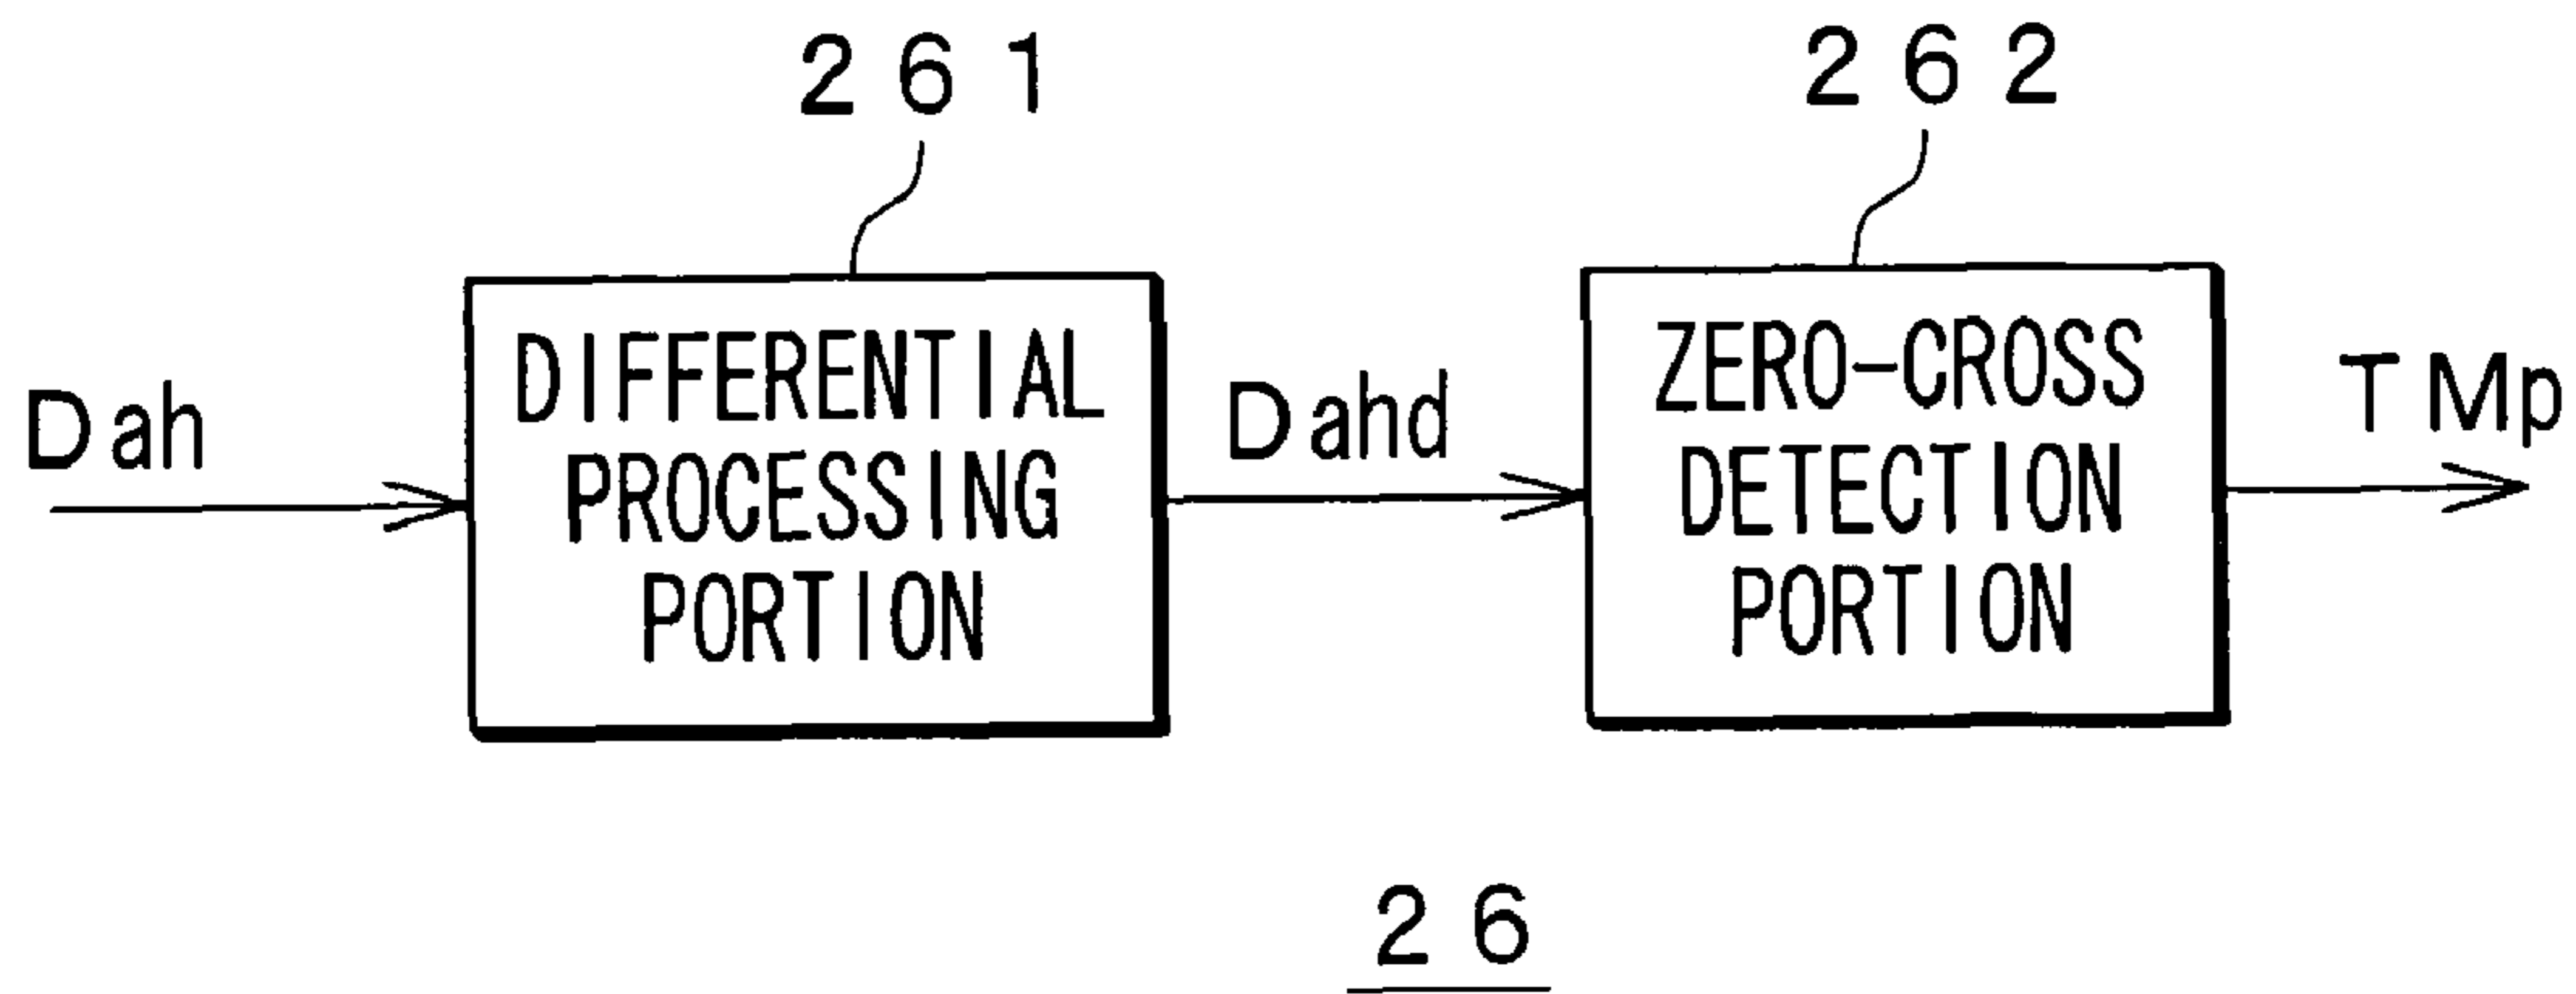 261
262
Dah
DIFFERENTIAL
PROCESSING
PORTION
Dahd
ZERO-CROSS
DETECTION
PORTION
TMp
26